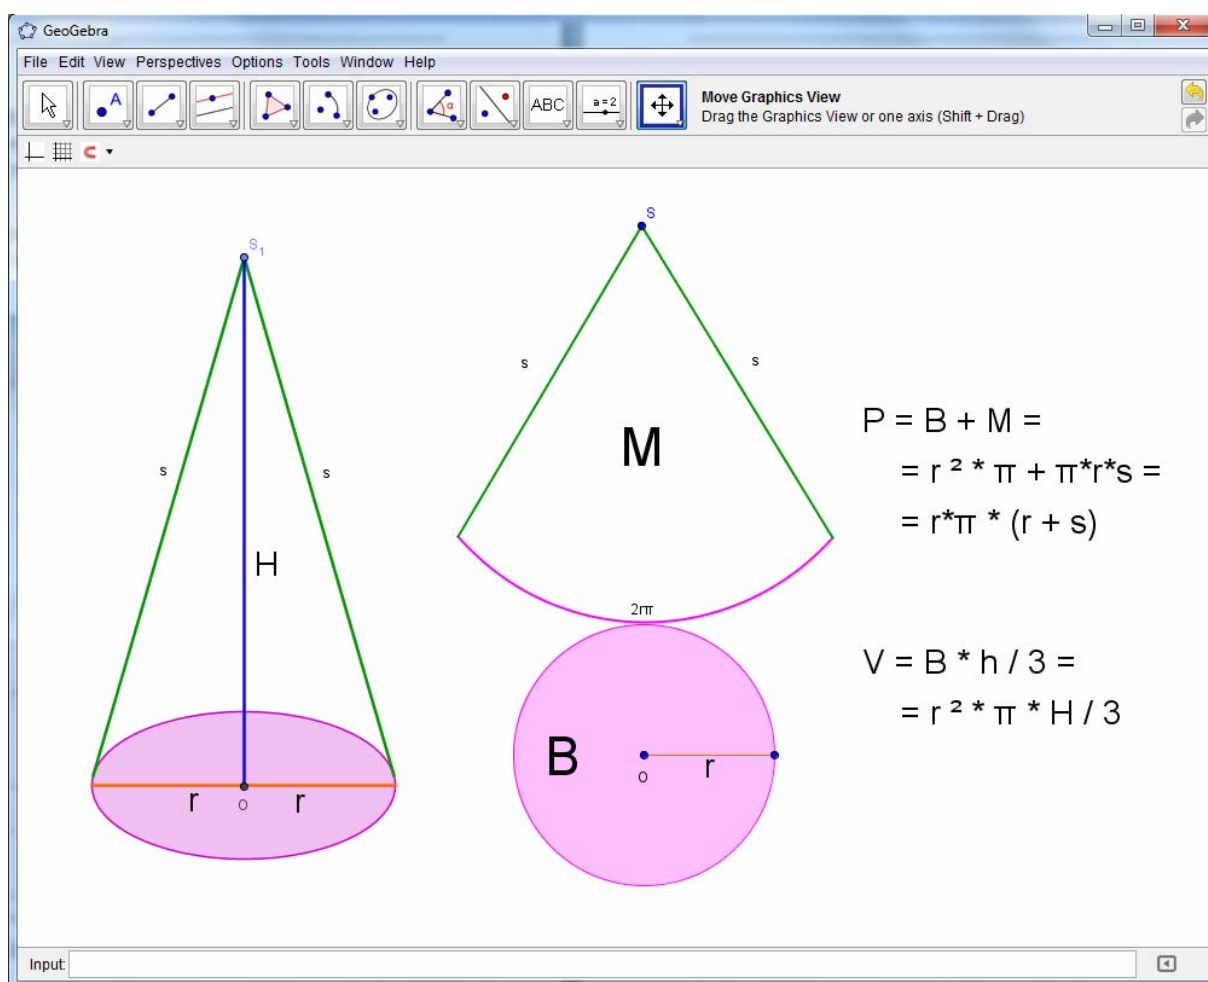 GeoGebra
File Edit View Perspectives Options Tools Window Help
A
α
ABC
a = 2
Move Graphics View
Drag the Graphics View or one axis (Shift + Drag)
S₁
s
s
H
r
o
r
S
s
s
M
2rπ
B
o
r
P = B + M =
= r ² * π + π*r*s =
= r*π * (r + s)
V = B * h / 3 =
= r ² * π * H / 3
Input: